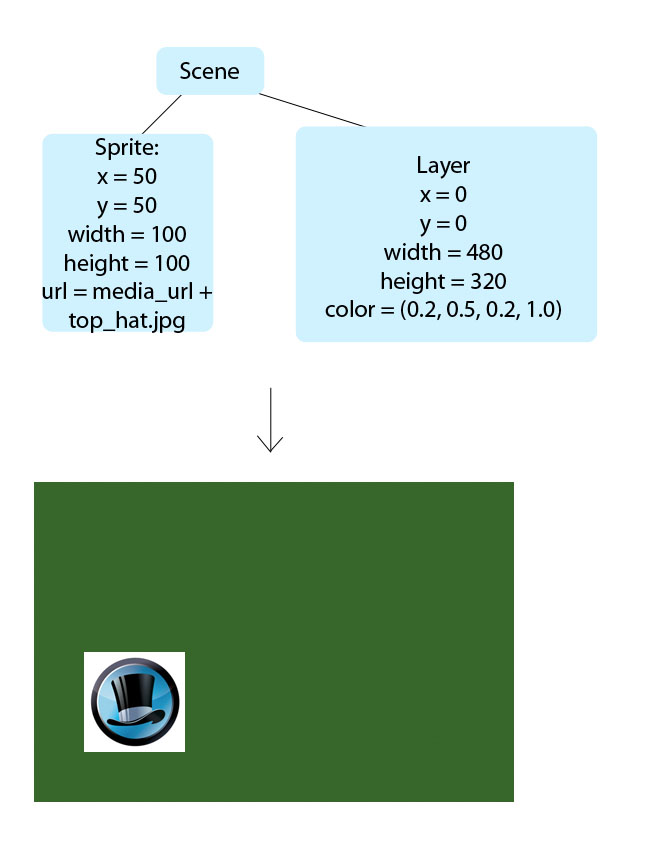 Scene
Sprite:
x = 50
y = 50
width = 100
height = 100
url = media_url +
top_hat.jpg
Layer
x = 0
y = 0
width = 480
height = 320
color = (0.2, 0.5, 0.2, 1.0)